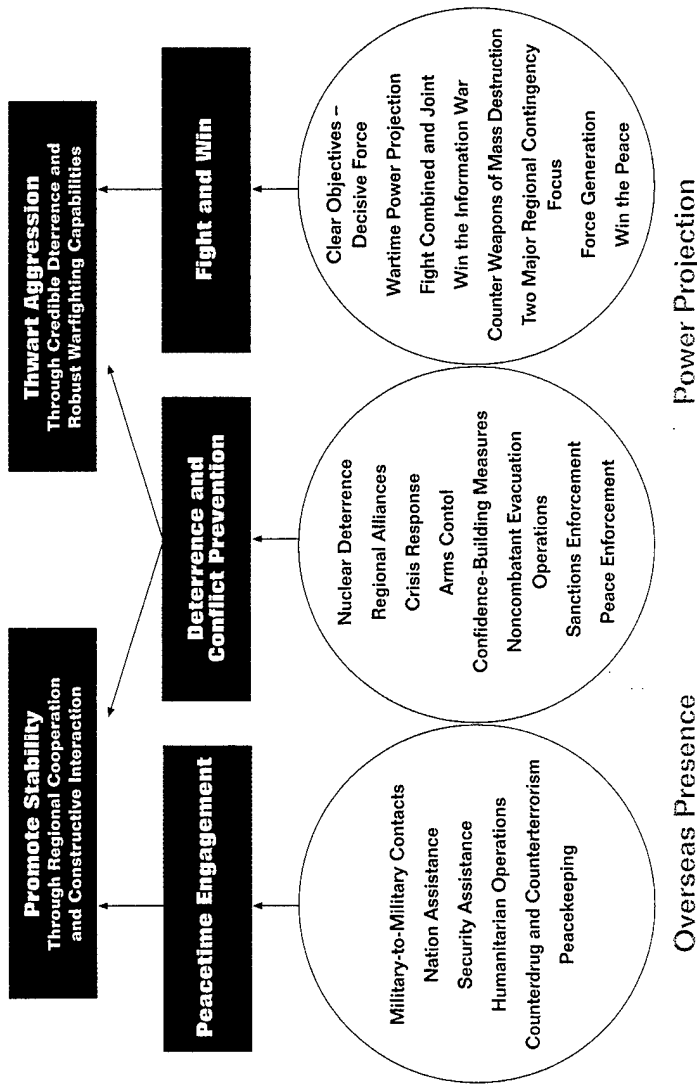 Promote Stability
Through Regional Cooperation
and Constructive Interaction
Thwart Aggression
Through Credible Dterrence and
Robust Warfighting Capabilities
Peacetime Engagement
Deterrence and
Conflict Prevention
Fight and Win
Military-to-Military Contacts
Nation Assistance
Security Assistance
Humanitarian Operations
Counterdrug and Counterterrorism
Peacekeeping
Nuclear Deterrence
Regional Alliances
Crisis Response
Arms Contol
Confidence-Building Measures
Noncombatant Evacuation
Operations
Sanctions Enforcement
Peace Enforcement
Clear Objectives –
Decisive Force
Wartime Power Projection
Fight Combined and Joint
Win the Information War
Counter Weapons of Mass Destruction
Two Major Regional Contingency
Focus
Force Generation
Win the Peace
Overseas Presence
Power Projection